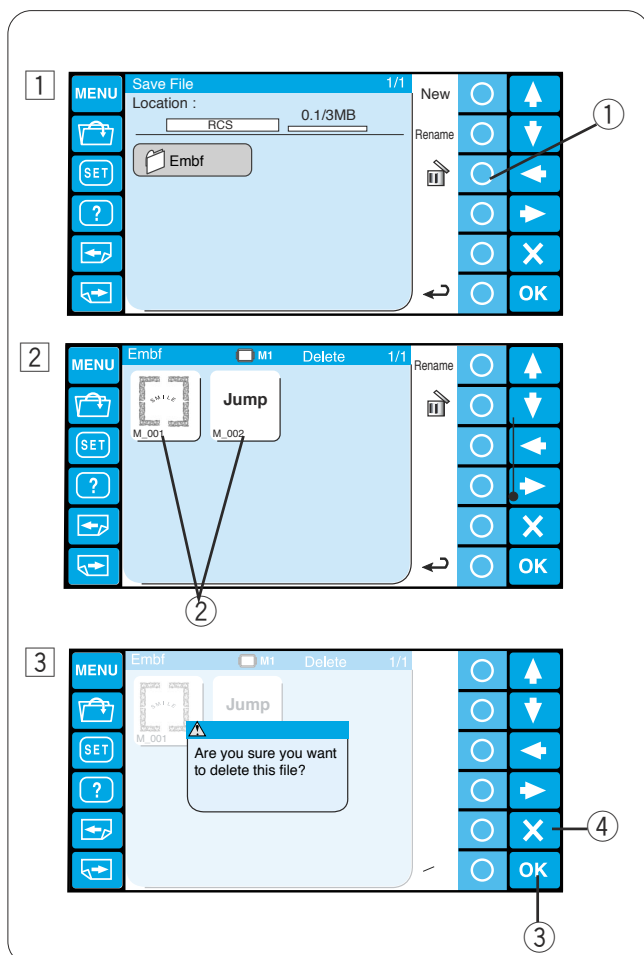 1
MENU
Save File 1/1
New
Location :
RCS
0.1/3MB
Rename
1
Embf
SET
?
OK
2
MENU
Embf M1 Delete 1/1
Rename
SMILE
Jump
M_001
M_002
SET
?
OK
2
3
MENU
Embf M1 Delete 1/1
SMILE
Jump
M_001
SET
Are you sure you want
to delete this file?
?
4
OK
3